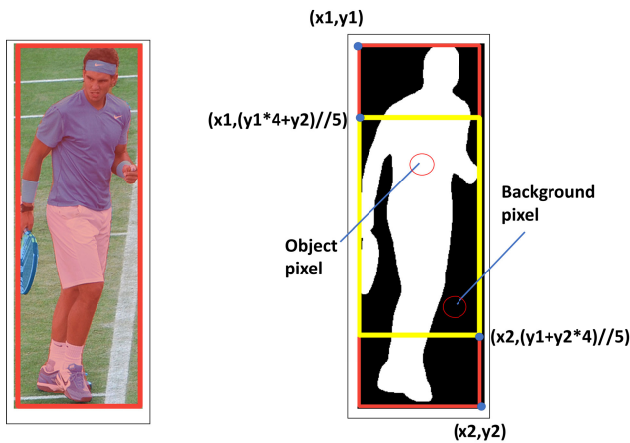 (x1,y1)
(x1,(y1*4+y2)//5)
Background
pixel
Object
pixel
(x2,(y1+y2*4)//5)
(x2,y2)